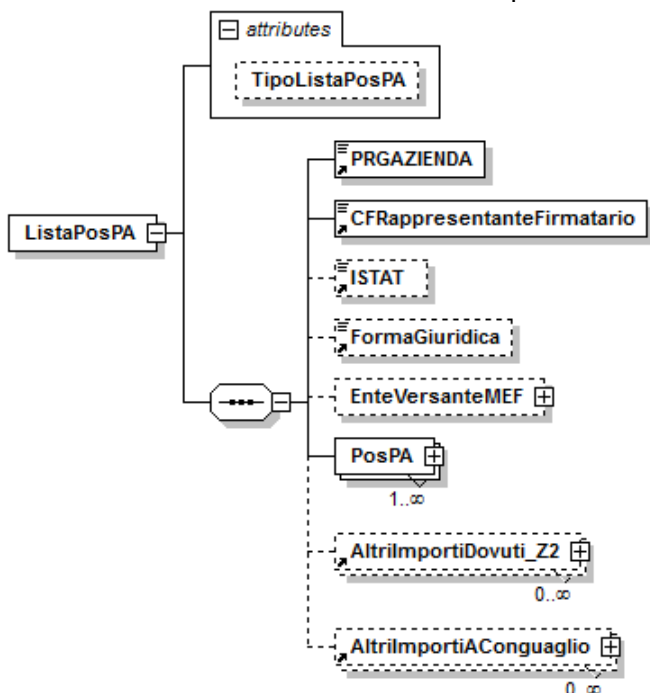 attributes
TipoListaPosPA
PRGAZIENDA
ListaPosPA
CFRappresentanteFirmatario
ISTAT
FormaGiuridica
EnteVersanteMEF
PosPA
1..∞
AltriImportiDovuti_Z2
0..∞
AltriImportiAConguaglio
0..∞